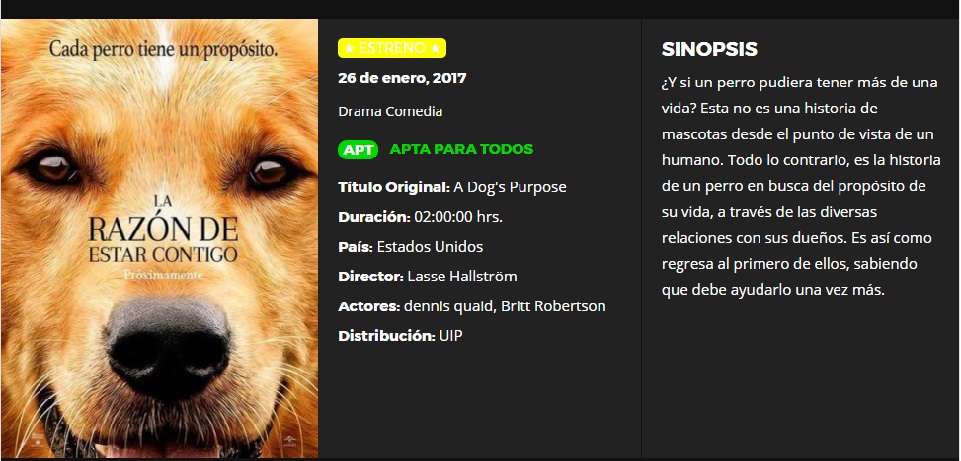 Cada perro tiene un propósito.
LA
RAZÓN DE
ESTAR CONTIGO
Próximamente
★ ESTRENO ★
26 de enero, 2017
Drama Comedia
APT APTA PARA TODOS
Título Original: A Dog's Purpose
Duración: 02:00:00 hrs.
País: Estados Unidos
Director: Lasse Hallström
Actores: dennis quaid, Britt Robertson
Distribución: UIP
SINOPSIS
¿Y si un perro pudiera tener más de una
vida? Esta no es una historia de
mascotas desde el punto de vista de un
humano. Todo lo contrario, es la historia
de un perro en busca del propósito de
su vida, a través de las diversas
relaciones con sus dueños. Es así como
regresa al primero de ellos, sabiendo
que debe ayudarlo una vez más.